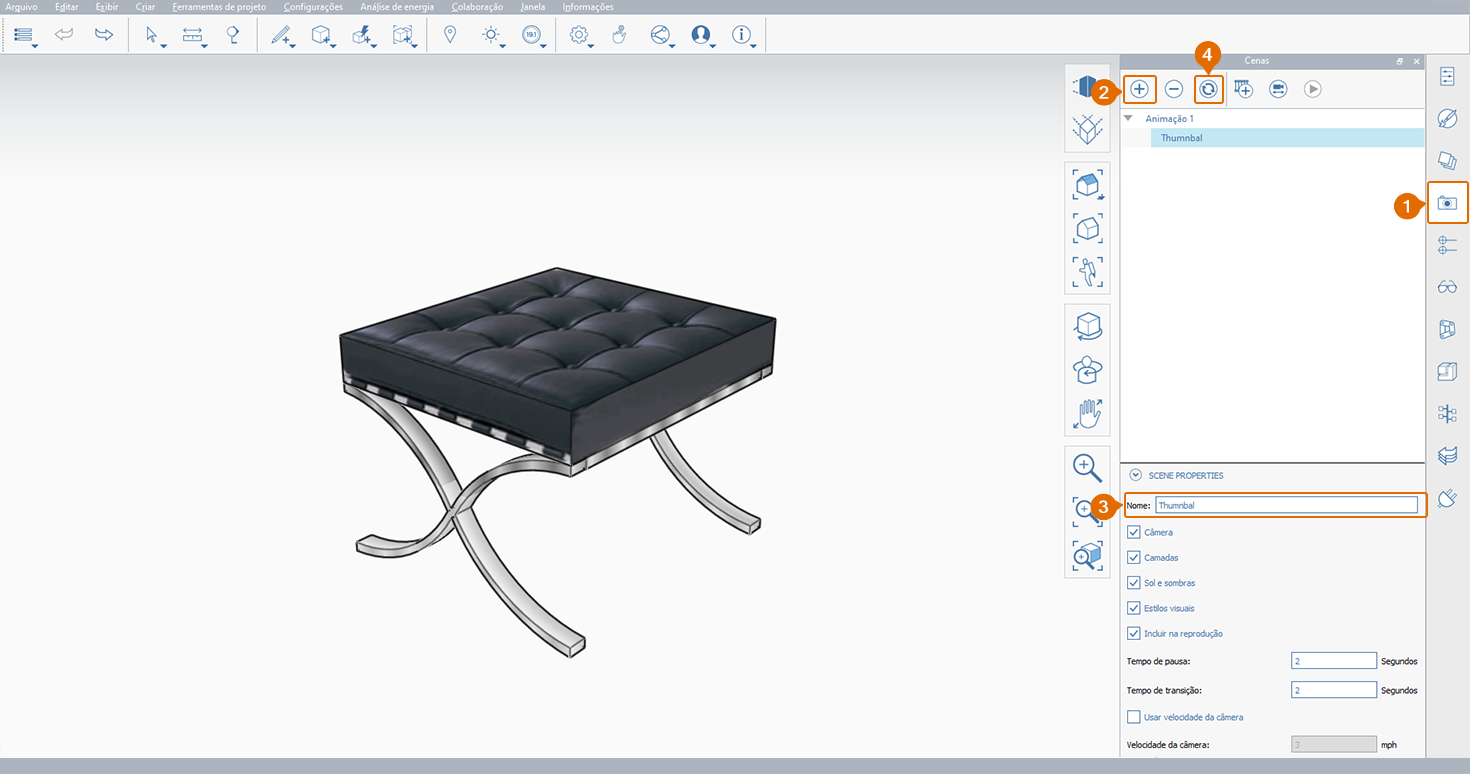 Arquivo Editar Exibir Criar Ferramentas de projeto Configurações Análise de energia Colaboração Janela Informações
19.1
4
Cenas
2
Animação 1
Thumnbal
1
SCENE PROPERTIES
3
Nome: Thumnbal
Câmera
Camadas
Sol e sombras
Estilos visuais
Incluir na reprodução
Tempo de pausa: 2 Segundos
Tempo de transição: 2 Segundos
Usar velocidade da câmera
Velocidade da câmera: 3 mph